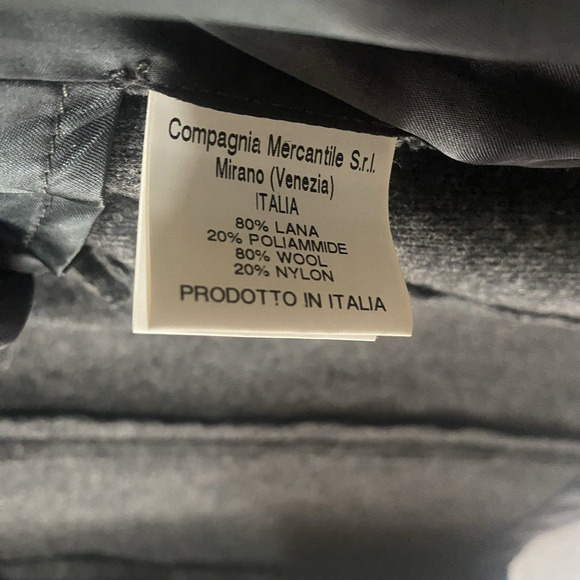 Compagnia Mercantile S.r.l.
Mirano (Venezia)
ITALIA
80% LANA
20% POLIAMMIDE
80% WOOL
20% NYLON
PRODOTTO IN ITALIA